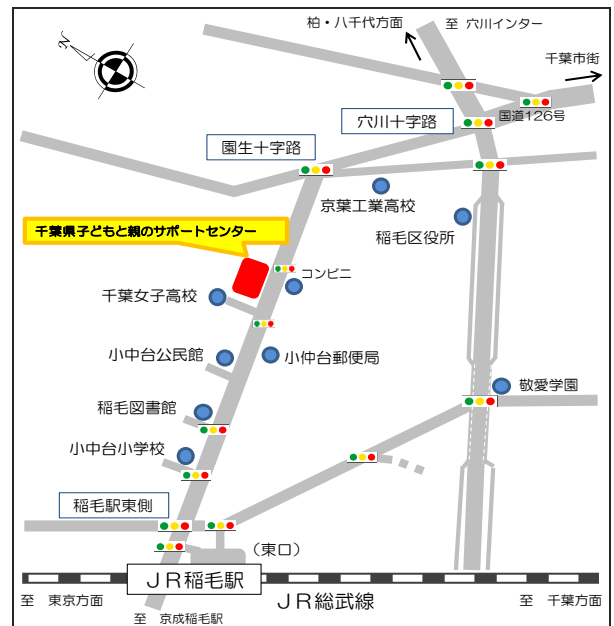 柏・八千代方面
至 穴川インター
千葉市街
N
国道126号
穴川十字路
園生十字路
京葉工業高校
稲毛区役所
千葉県子どもと親のサポートセンター
コンビニ
千葉女子高校
小中台公民館
小仲台郵便局
敬愛学園
稲毛図書館
小中台小学校
稲毛駅東側
(東口)
ＪＲ稲毛駅
至 東京方面
ＪＲ総武線
至 千葉方面
至 京成稲毛駅